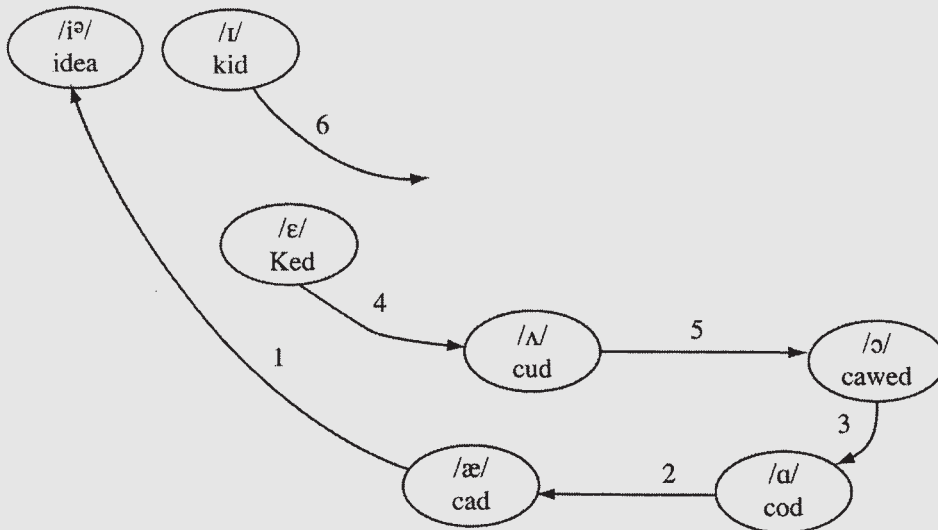 /iᵊ/
idea
/ɪ/
kid
6
/ɛ/
Ked
4
1
/ʌ/
cud
5
/ɔ/
cawed
3
/æ/
cad
2
/ɑ/
cod